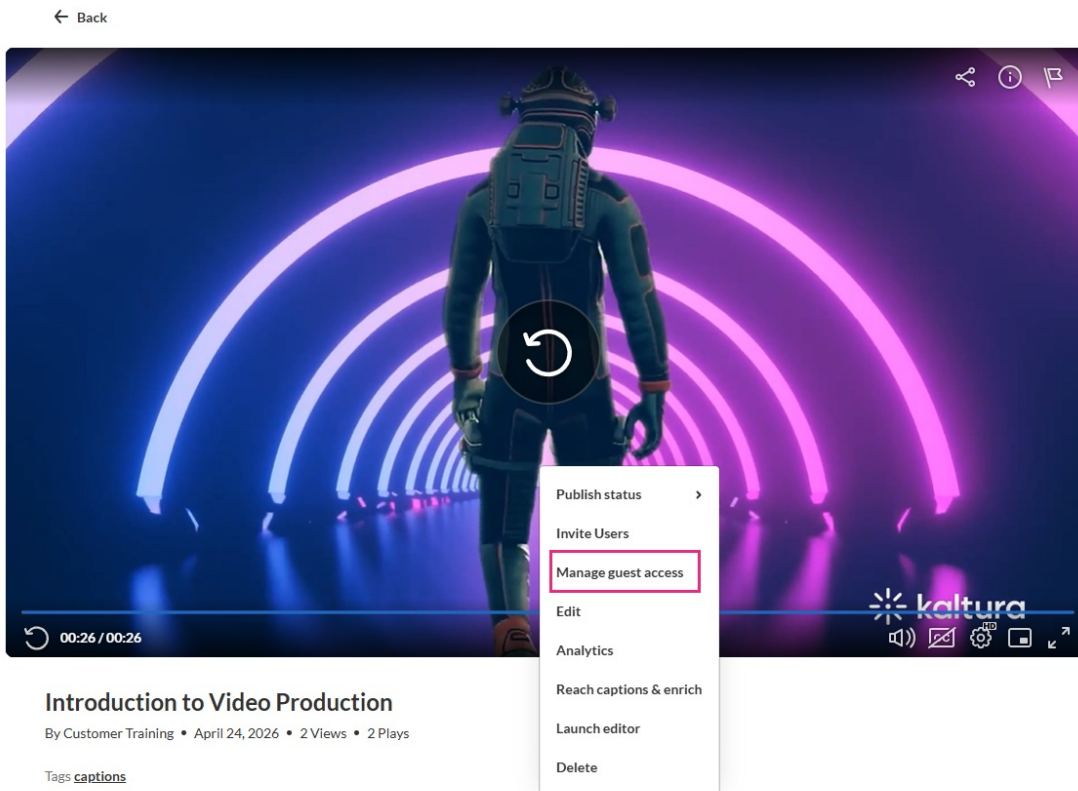 Back
Publish status
Invite Users
Manage guest access
Edit
Analytics
Reach captions & enrich
Launch editor
Delete
kaltura
00:26 / 00:26
HD
Introduction to Video Production
By Customer Training • April 24, 2026 • 2 Views • 2 Plays
Tags captions